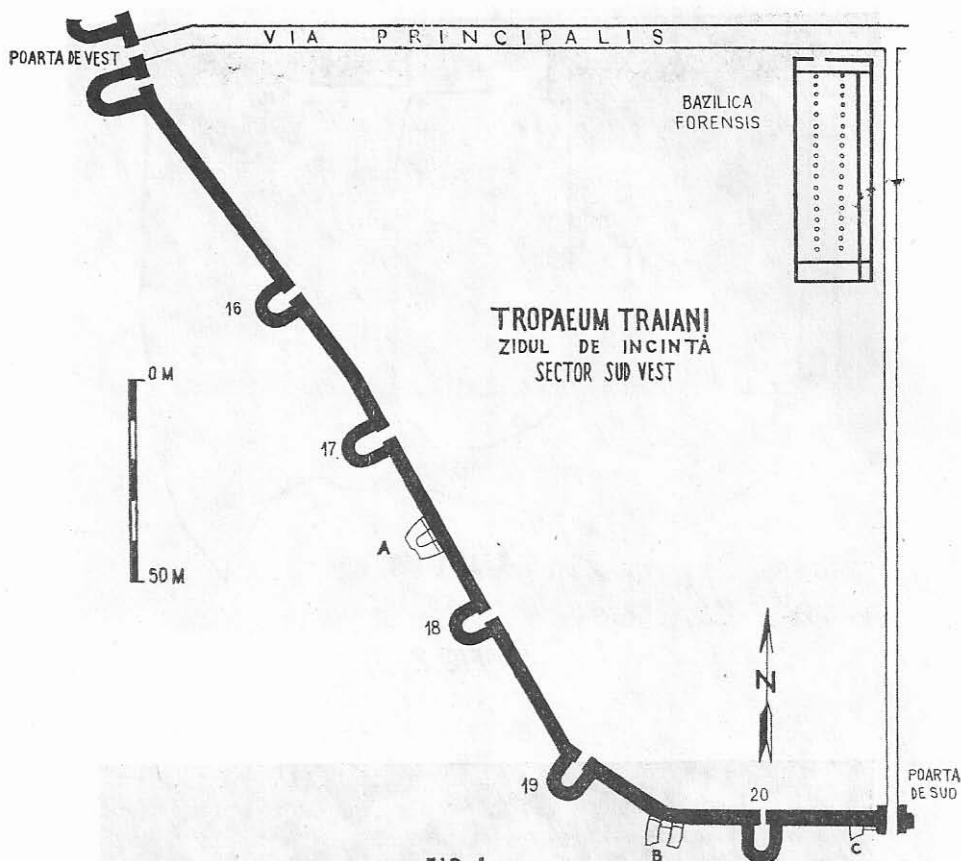 VIA PRINCIPALIS
POARTA DE VEST
BAZILICA
FORENSIS
16
TROPAEUM TRAIANI
ZIDUL DE INCINTĂ
SECTOR SUD VEST
0 M
17
A
50 M
18
N
19
20
POARTA
DE SUD
B
C